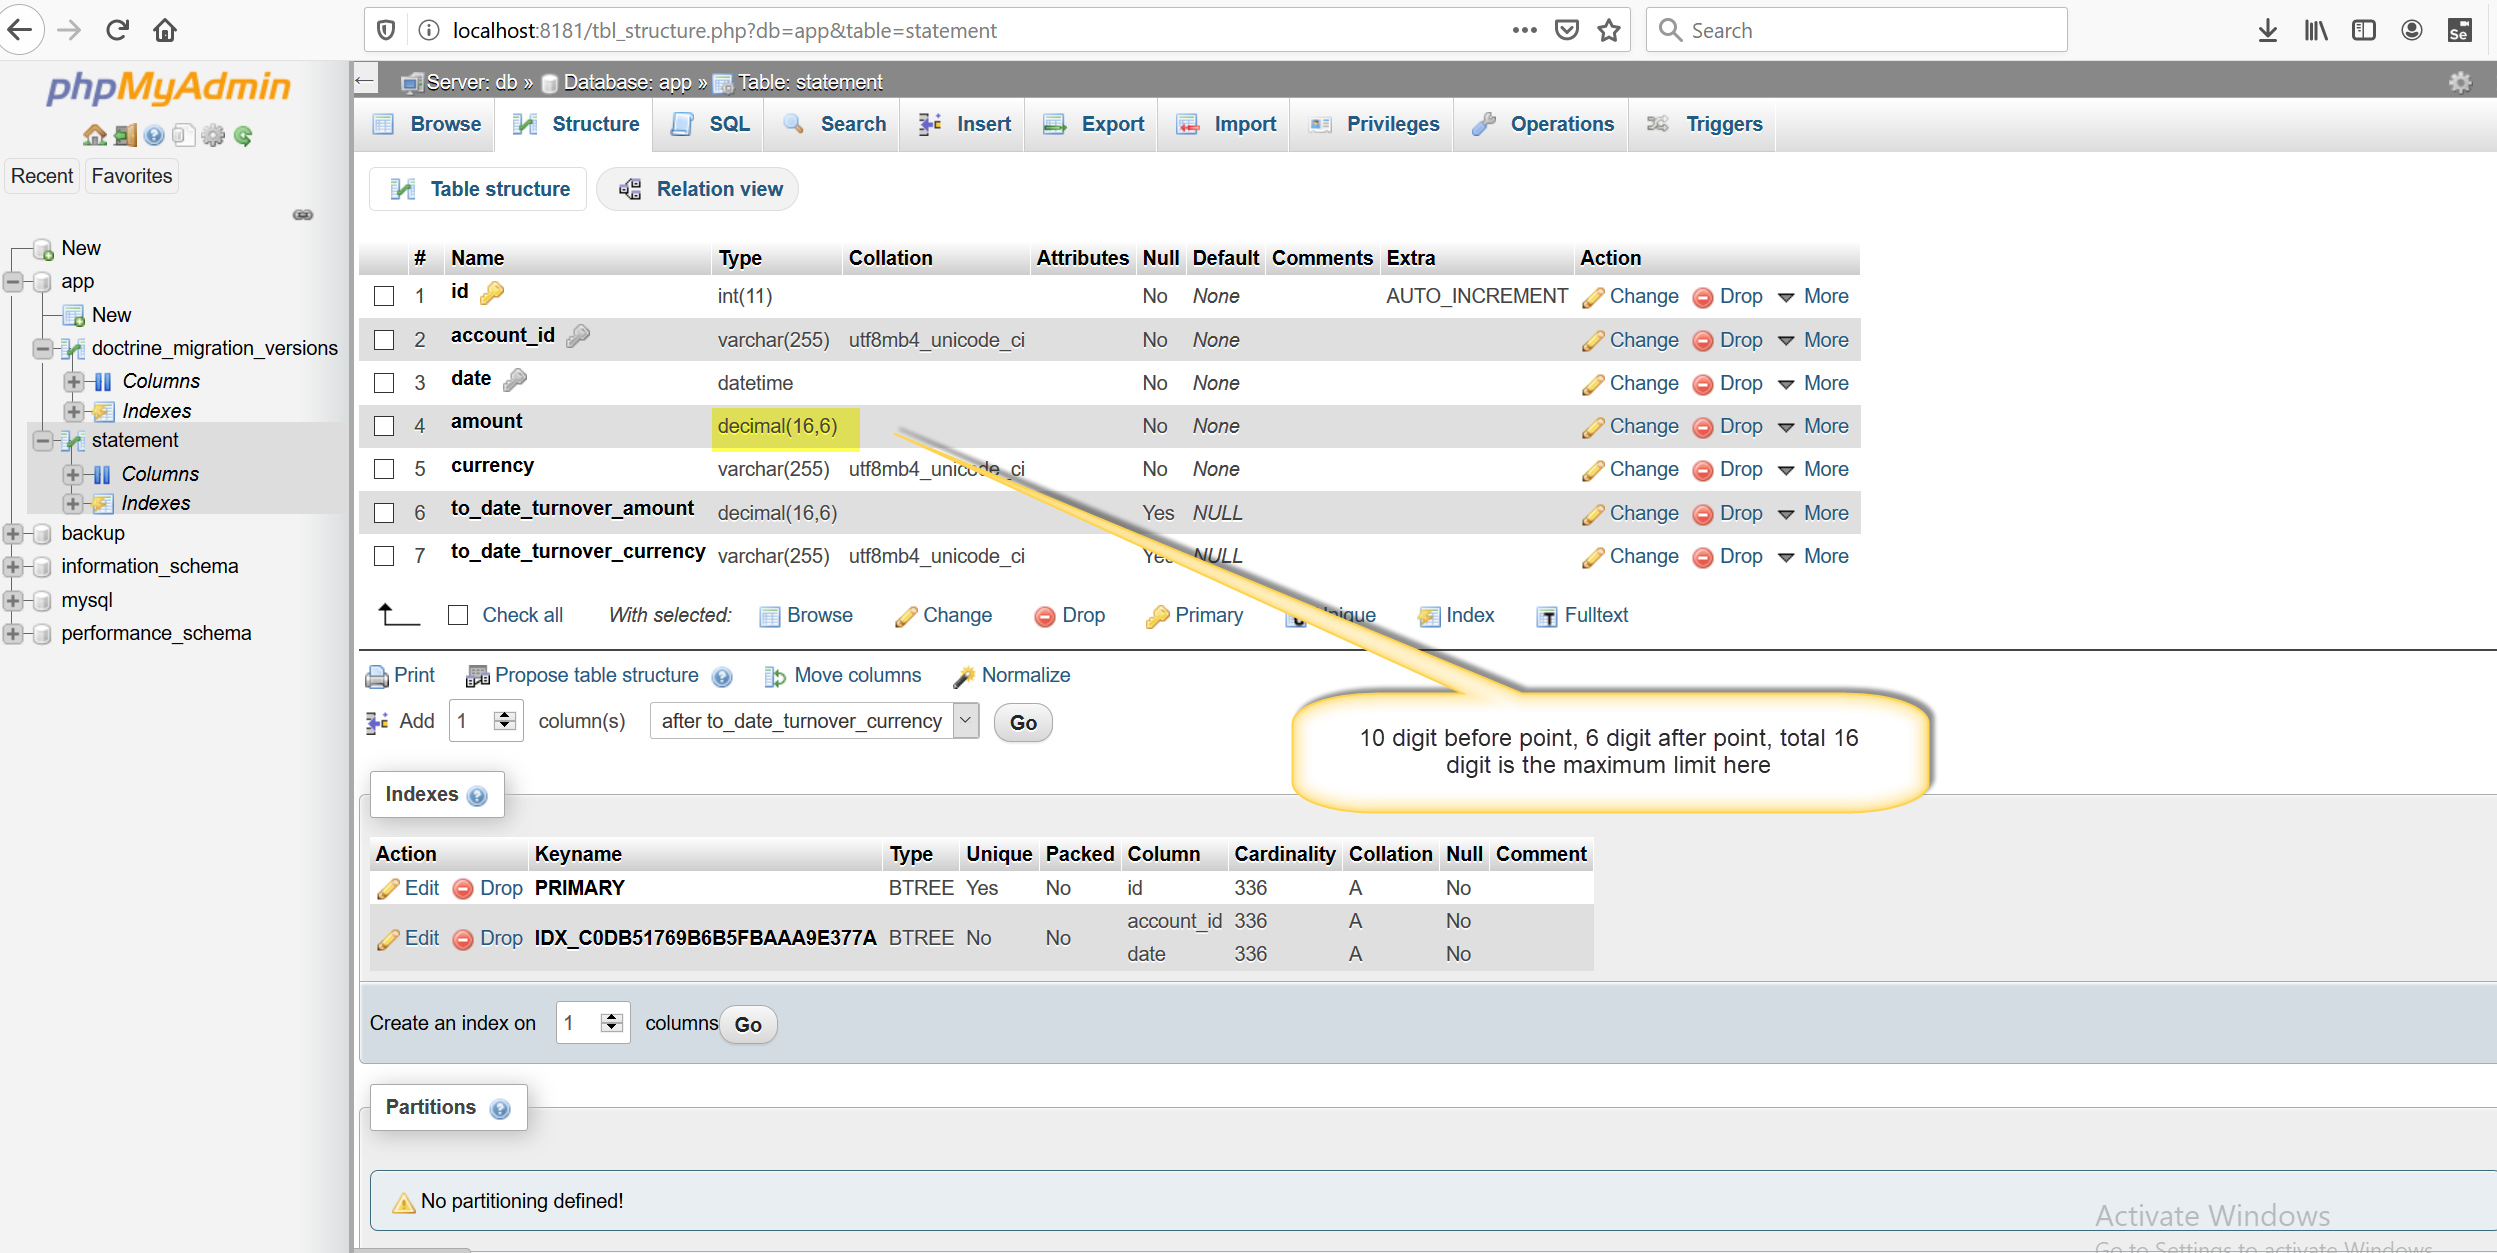 localhost:8181/tbl_structure.php?db=app&table=statement
Search
phpMyAdmin
Recent Favorites
New
app
New
doctrine_migration_versions
Columns
Indexes
statement
Columns
Indexes
backup
information_schema
mysql
performance_schema
Server: db » Database: app » Table: statement
Browse Structure SQL Search Insert Export Import Privileges Operations Triggers
Table structure Relation view
# Name Type Collation Attributes Null Default Comments Extra Action
1 id int(11) No None AUTO_INCREMENT Change Drop More
2 account_id varchar(255) utf8mb4_unicode_ci No None Change Drop More
3 date datetime No None Change Drop More
4 amount decimal(16,6) No None Change Drop More
5 currency varchar(255) utf8mb4_unicode_ci No None Change Drop More
6 to_date_turnover_amount decimal(16,6) Yes NULL Change Drop More
7 to_date_turnover_currency varchar(255) utf8mb4_unicode_ci Yes NULL Change Drop More
Check all With selected: Browse Change Drop Primary Unique Index Fulltext
Print Propose table structure Move columns Normalize
Add 1 column(s) after to_date_turnover_currency Go
10 digit before point, 6 digit after point, total 16
digit is the maximum limit here
Indexes
Action Keyname Type Unique Packed Column Cardinality Collation Null Comment
Edit Drop PRIMARY BTREE Yes No id 336 A No
Edit Drop IDX_C0DB51769B6B5FBAAA9E377A BTREE No No account_id 336 A No
date 336 A No
Create an index on 1 columns Go
Partitions
No partitioning defined!
Activate Windows
Go to Settings to activate Windows.